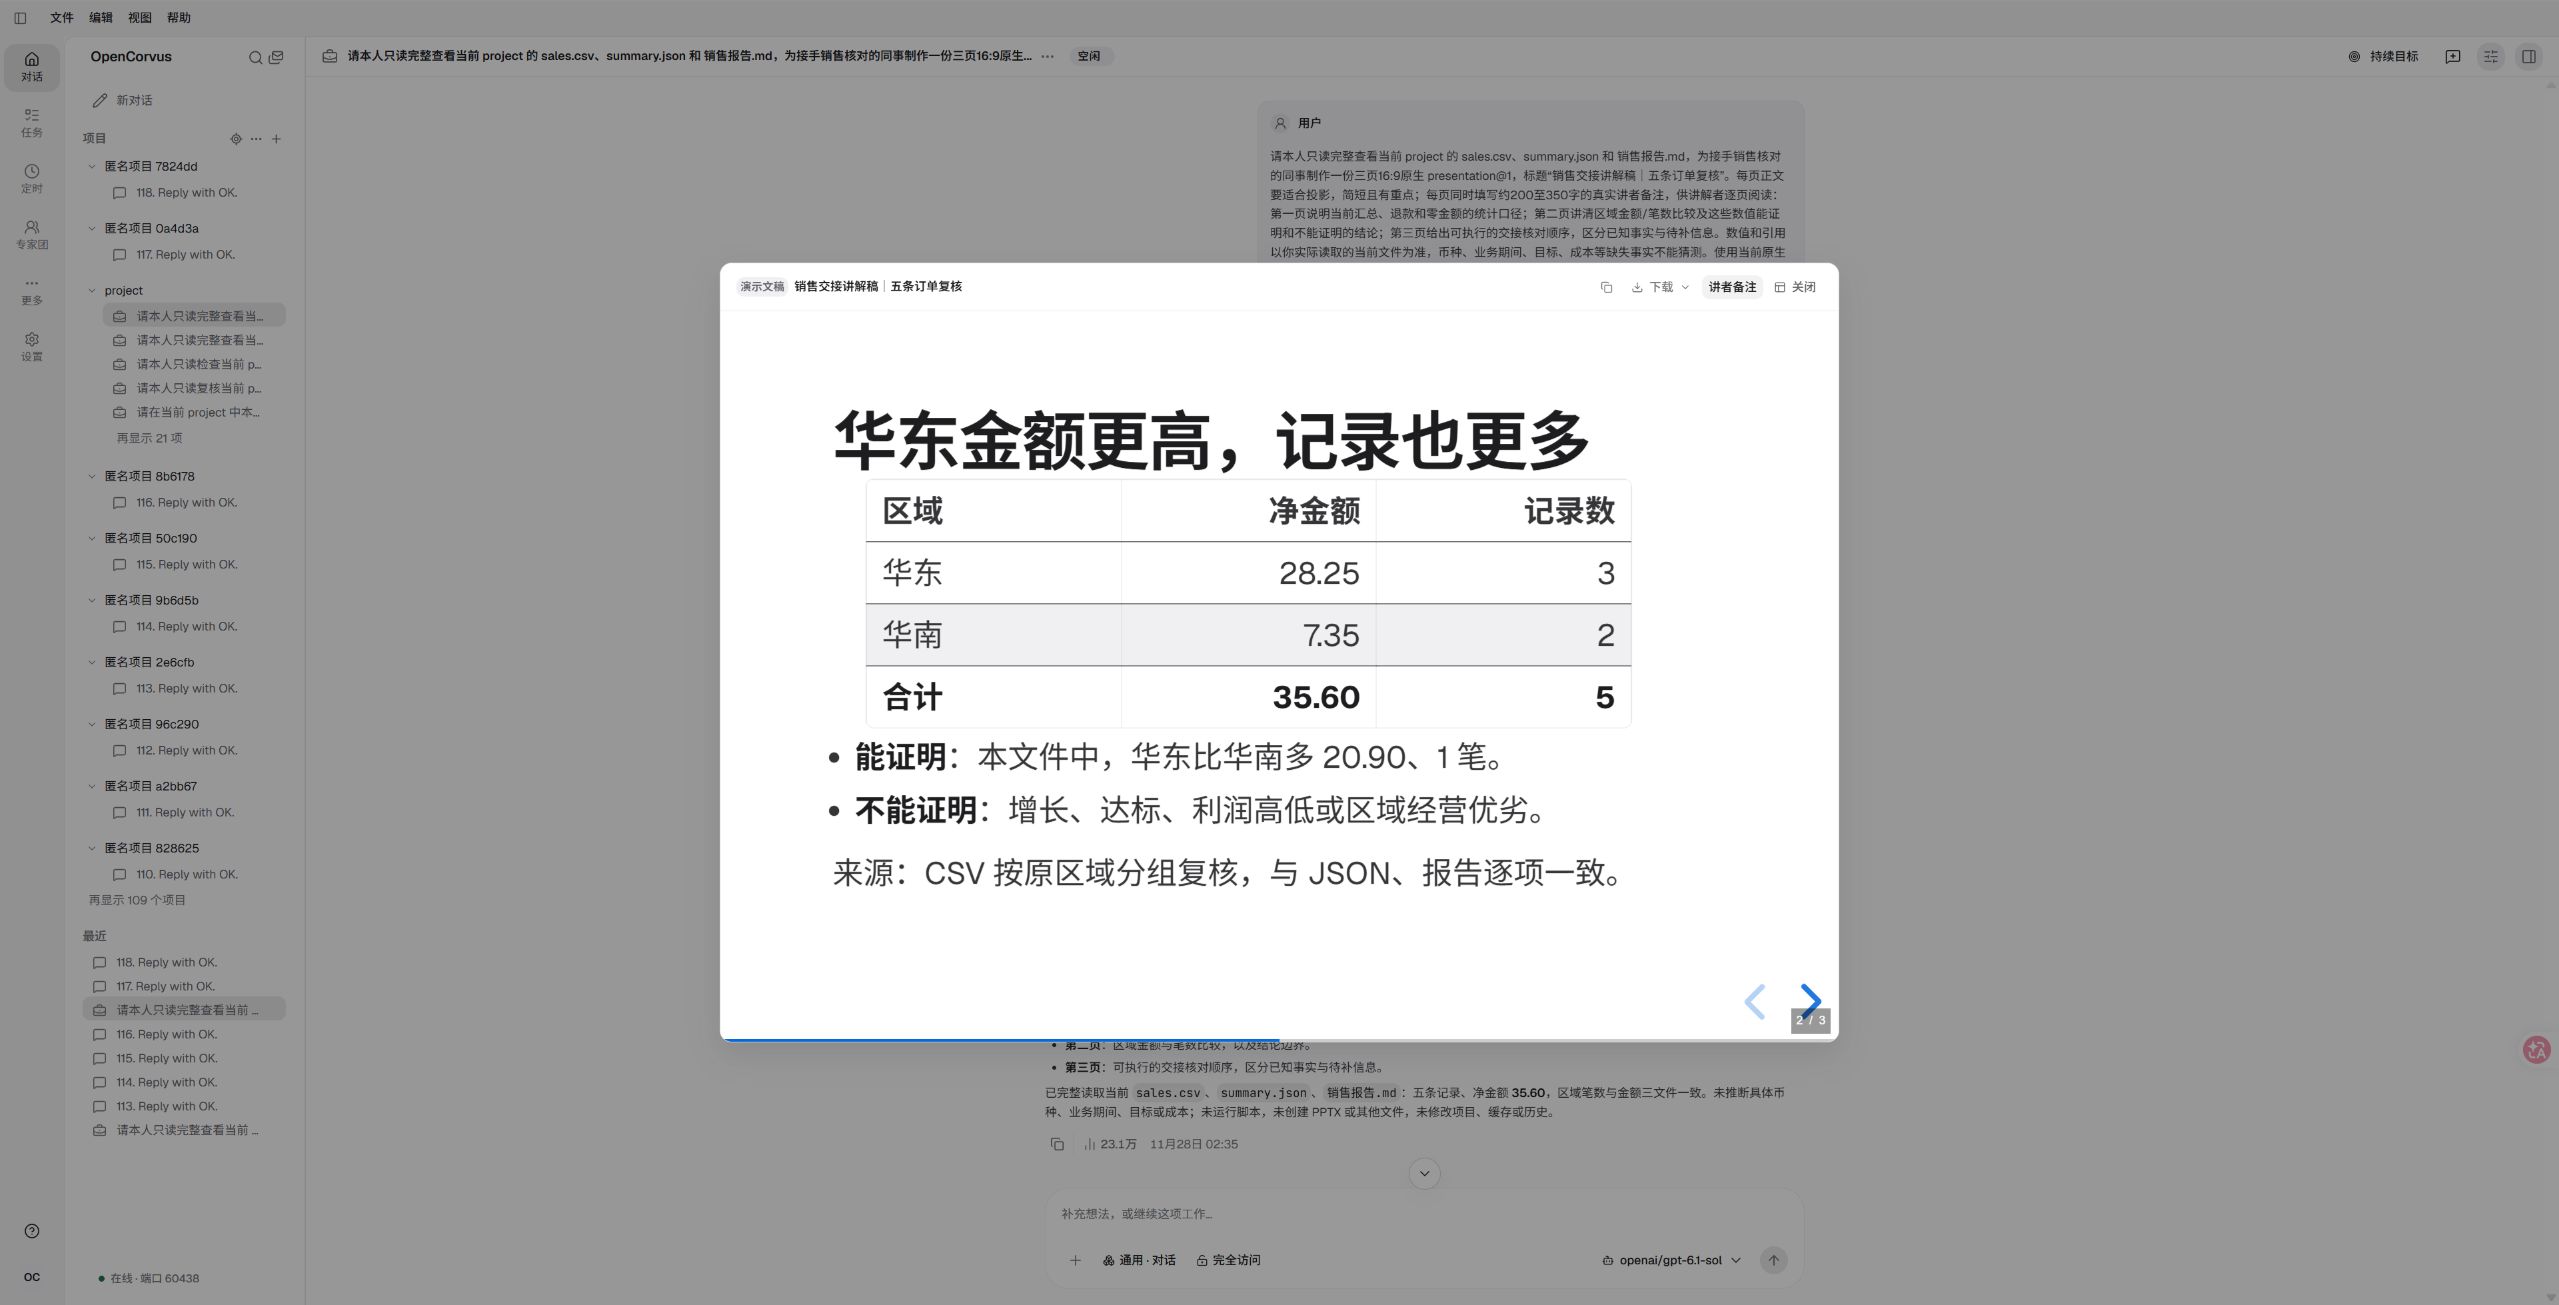 文件 编辑 视图 帮助
对话
任务
定时
专家团
更多
设置
OC
OpenCorvus
新对话
项目
匿名项目 7824dd
118. Reply with OK.
匿名项目 0a4d3a
117. Reply with OK.
project
请本人只读完整查看当...
请本人只读完整查看当...
请本人只读检查当前 p...
请本人只读复核当前 p...
请在当前 project 中本...
再显示 21 项
匿名项目 8b6178
116. Reply with OK.
匿名项目 50c190
115. Reply with OK.
匿名项目 9b6d5b
114. Reply with OK.
匿名项目 2e6cfb
113. Reply with OK.
匿名项目 96c290
112. Reply with OK.
匿名项目 a2bb67
111. Reply with OK.
匿名项目 828625
110. Reply with OK.
再显示 109 个项目
最近
118. Reply with OK.
117. Reply with OK.
请本人只读完整查看当前 ...
116. Reply with OK.
115. Reply with OK.
114. Reply with OK.
113. Reply with OK.
请本人只读完整查看当前 ...
在线 · 端口 60438
请本人只读完整查看当前 project 的 sales.csv、summary.json 和 销售报告.md，为接手销售核对的同事制作一份三页16:9原生... ··· 空闲
持续目标
用户
请本人只读完整查看当前 project 的 sales.csv、summary.json 和 销售报告.md，为接手销售核对
的同事制作一份三页16:9原生 presentation@1，标题“销售交接讲解稿｜五条订单复核”。每页正文
要适合投影，简短且有重点；每页同时填写约200至350字的真实讲者备注，供讲解者逐页阅读：
第一页说明当前汇总、退款和零金额的统计口径；第二页讲清区域金额/笔数比较及这些数值能证
明和不能证明的结论；第三页给出可执行的交接核对顺序，区分已知事实与待补信息。数值和引用
以你实际读取的当前文件为准，币种、业务期间、目标、成本等缺失事实不能猜测。使用当前原生
演示文稿 销售交接讲解稿｜五条订单复核
下载 讲者备注 关闭
华东金额更高，记录也更多
区域 净金额 记录数
华东 28.25 3
华南 7.35 2
合计 35.60 5
• 能证明：本文件中，华东比华南多 20.90、1 笔。
• 不能证明：增长、达标、利润高低或区域经营优劣。
来源：CSV 按原区域分组复核，与 JSON、报告逐项一致。
2 / 3
• 第二页：区域金额与笔数比较，以及结论边界。
• 第三页：可执行的交接核对顺序，区分已知事实与待补信息。
已完整读取当前 sales.csv、summary.json、销售报告.md：五条记录、净金额 35.60，区域笔数与金额三文件一致。未推断具体币
种、业务期间、目标或成本；未运行脚本，未创建 PPTX 或其他文件，未修改项目、缓存或历史。
23.1万 11月28日 02:35
补充想法，或继续这项工作...
通用 · 对话 完全访问 openai/gpt-6.1-sol